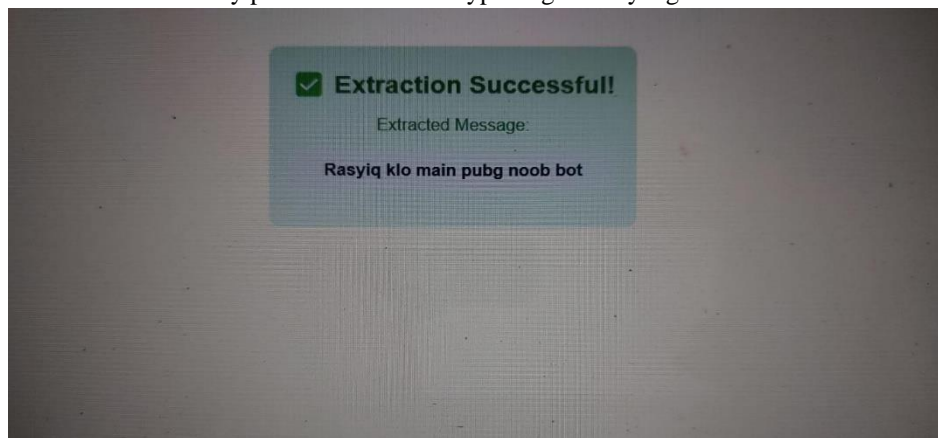 Extraction Successful!
Extracted Message:
Rasyiq klo main pubg noob bot